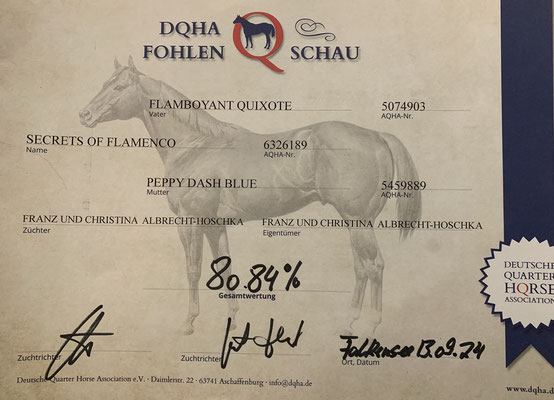 DQHA
FOHLEN SCHAU
FLAMBOYANT QUIXOTE 5074903
Vater AQHA-Nr.
SECRETS OF FLAMENCO 6326189
Name AQHA-Nr.
PEPPY DASH BLUE 5459889
Mutter AQHA-Nr.
FRANZ UND CHRISTINA ALBRECHT-HOSCHKA FRANZ UND CHRISTINA ALBRECHT-HOSCHKA
Züchter Eigentümer
DEUTSCHE
QUARTER
HORSE
ASSOCIATION
80.84%
Gesamtwertung
13.09.24
Zuchtrichter Zuchtrichter Ort, Datum
Deutsche Quarter Horse Association e.V. · Daimlerstr. 22 · 63741 Aschaffenburg · info@dqha.de
www.dqha.de